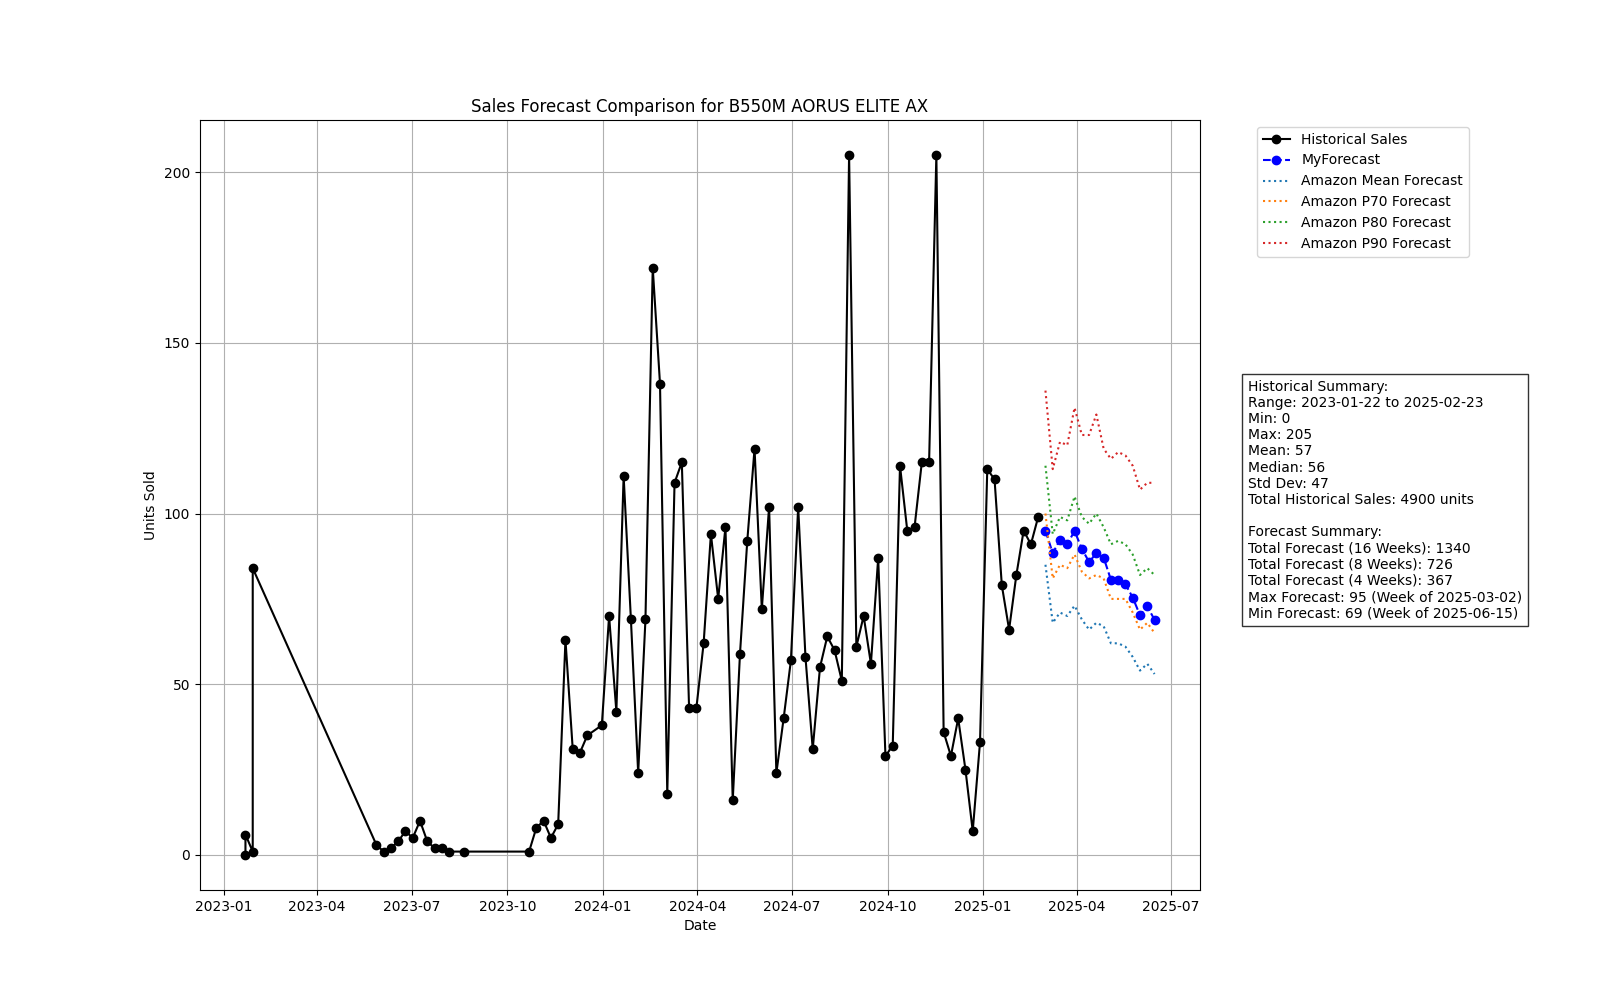 Sales Forecast Comparison for B550M AORUS ELITE AX
Units Sold
200
150
100
50
0
2023-01 2023-04 2023-07 2023-10 2024-01 2024-04 2024-07 2024-10 2025-01 2025-04 2025-07
Date
Historical Sales
MyForecast
Amazon Mean Forecast
Amazon P70 Forecast
Amazon P80 Forecast
Amazon P90 Forecast
Historical Summary:
Range: 2023-01-22 to 2025-02-23
Min: 0
Max: 205
Mean: 57
Median: 56
Std Dev: 47
Total Historical Sales: 4900 units
Forecast Summary:
Total Forecast (16 Weeks): 1340
Total Forecast (8 Weeks): 726
Total Forecast (4 Weeks): 367
Max Forecast: 95 (Week of 2025-03-02)
Min Forecast: 69 (Week of 2025-06-15)